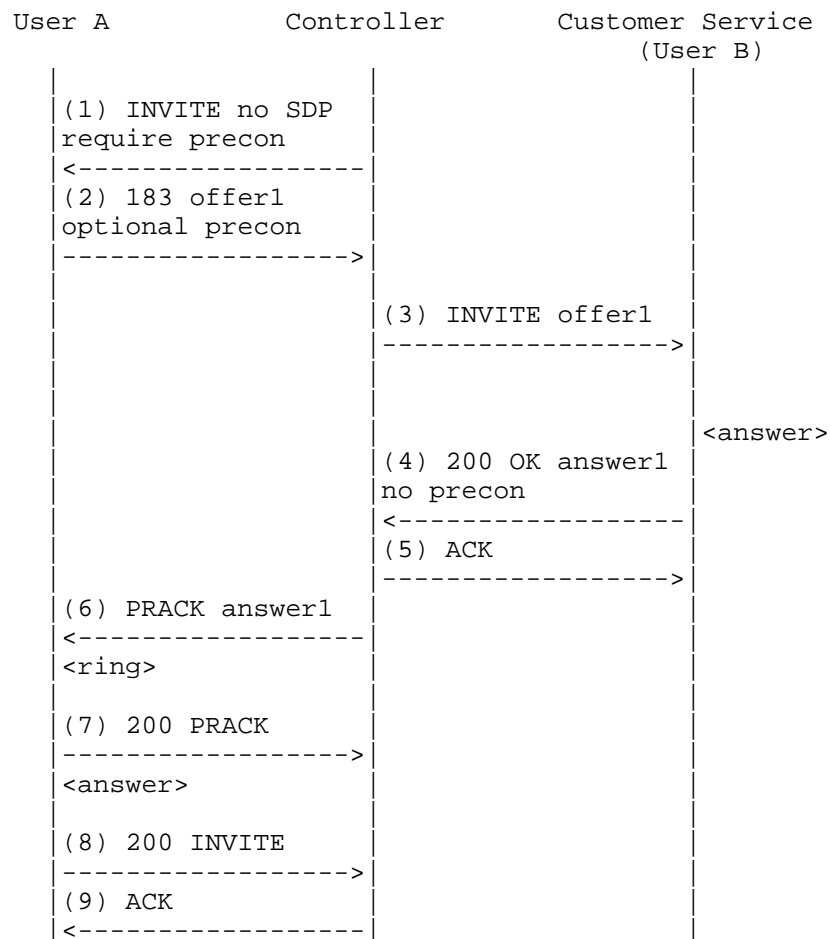 User A Controller Customer Service
(User B)
(1) INVITE no SDP
require precon
(2) 183 offer1
optional precon
(3) INVITE offer1
<answer>
(4) 200 OK answer1
no precon
(5) ACK
(6) PRACK answer1
<ring>
(7) 200 PRACK
<answer>
(8) 200 INVITE
(9) ACK